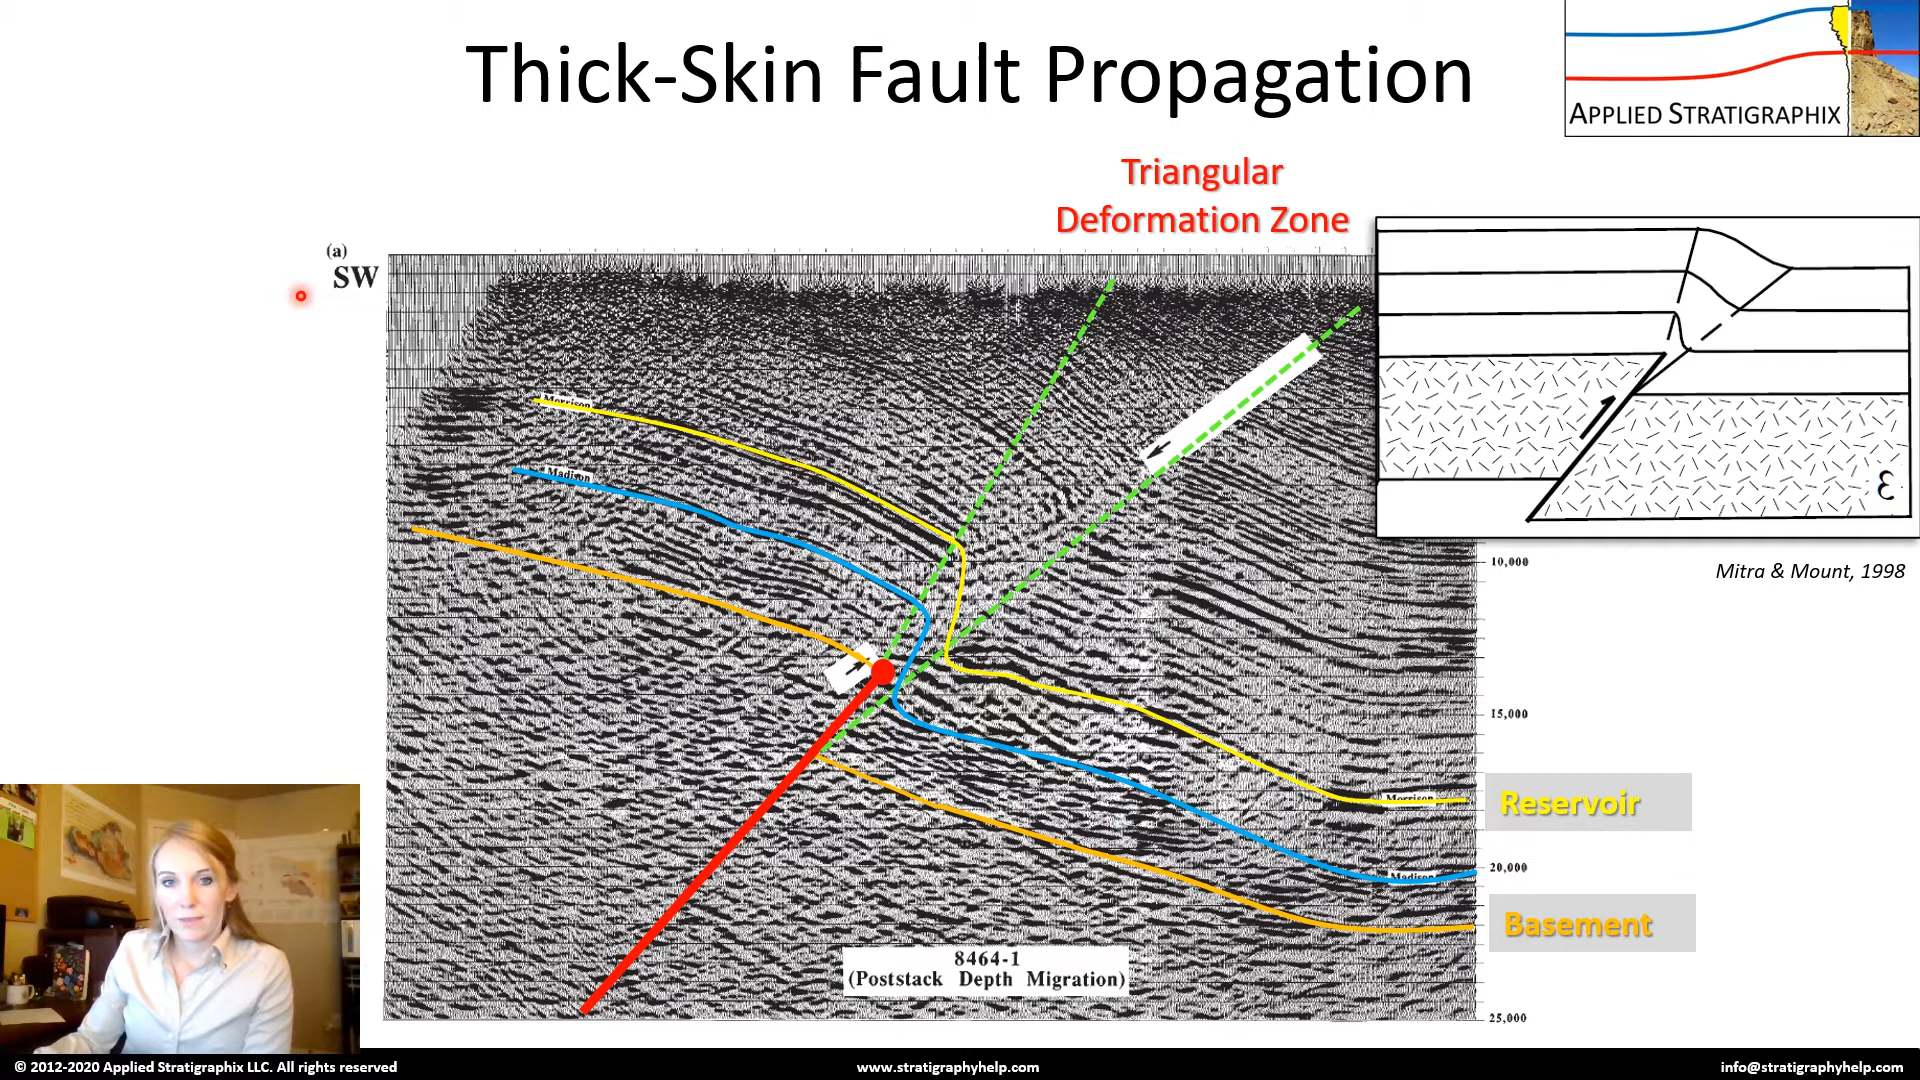 Thick-Skin Fault Propagation
APPLIED STRATIGRAPHIX
Triangular
Deformation Zone
(a)
SW
Morrison
Madison
Ɛ
Mitra & Mount, 1998
10,000
15,000
Morrison
Reservoir
20,000
Madison
Basement
8464-1
(Poststack Depth Migration)
25,000
© 2012-2020 Applied Stratigraphix LLC. All rights reserved
www.stratigraphyhelp.com
info@stratigraphyhelp.com